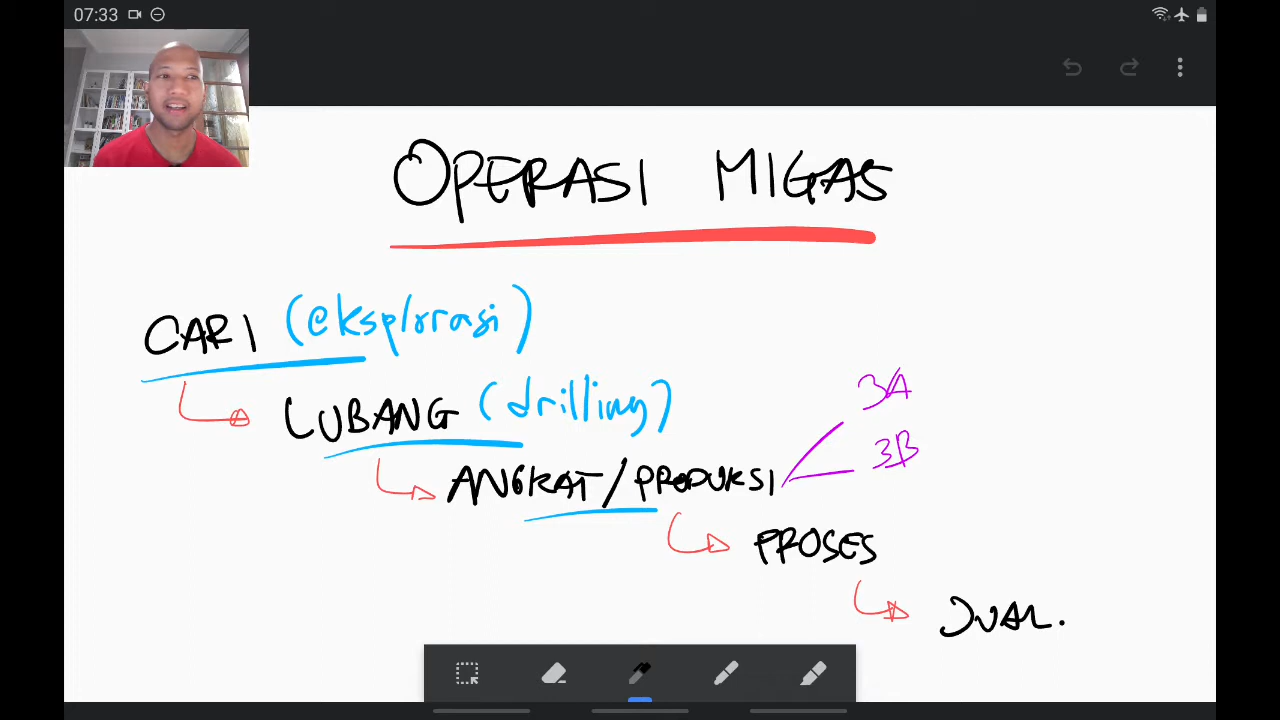 07:33
OPERASI MIGAS
CARI (eksplorasi)
LUBANG (drilling)
3A
3B
ANGKAT/PRODUKSI
PROSES
JUAL.